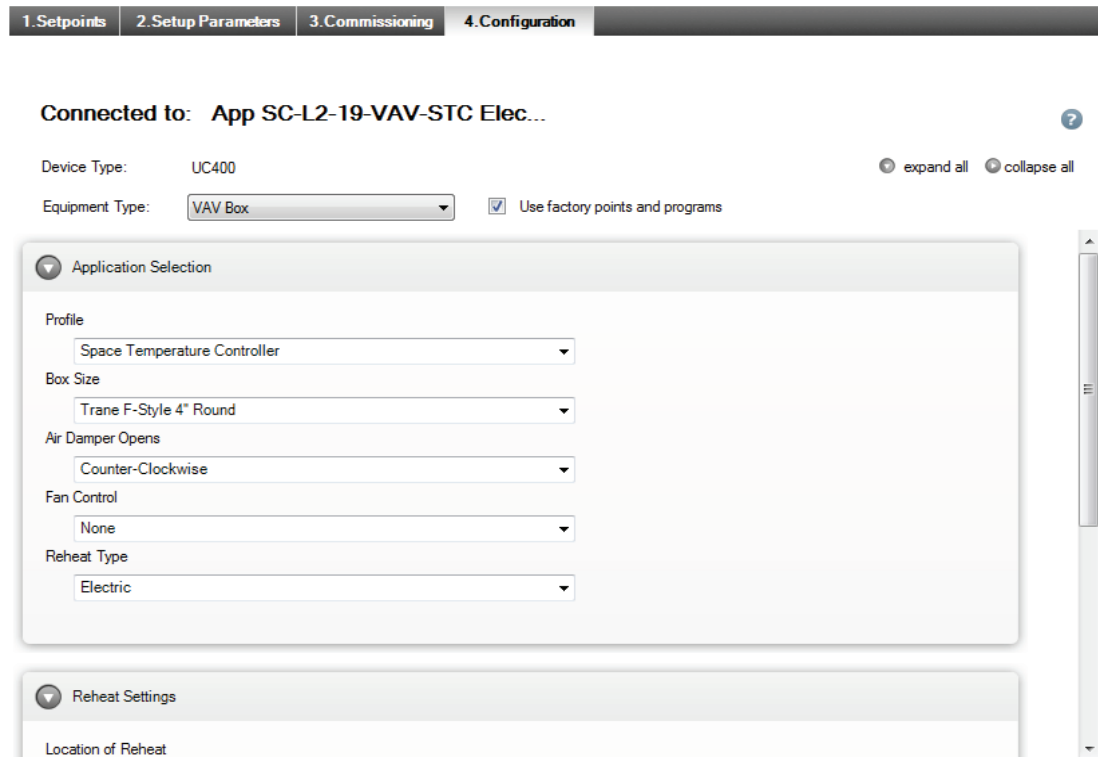 1.Setpoints 2.Setup Parameters 3.Commissioning 4.Configuration
Connected to: App SC-L2-19-VAV-STC Elec...
Device Type: UC400 expand all collapse all
Equipment Type: VAV Box Use factory points and programs
Application Selection
Profile
Space Temperature Controller
Box Size
Trane F-Style 4" Round
Air Damper Opens
Counter-Clockwise
Fan Control
None
Reheat Type
Electric
Reheat Settings
Location of Reheat